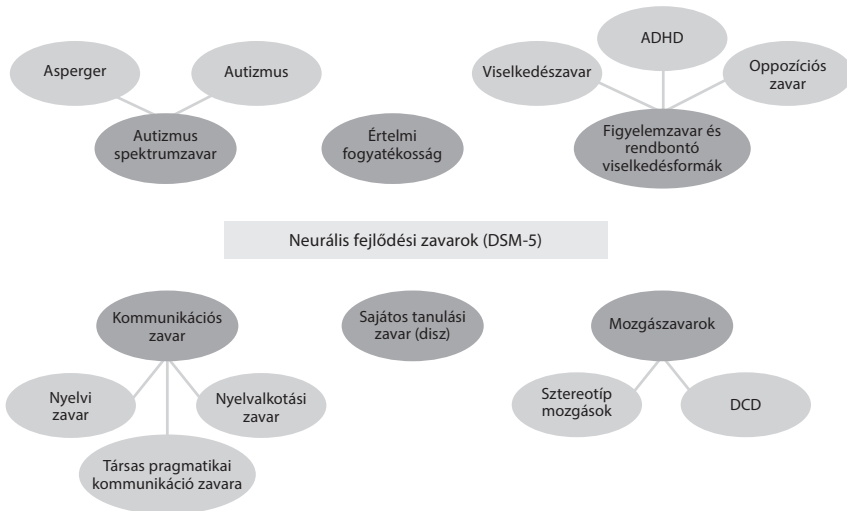 Asperger
Autizmus
Autizmus
spektrumzavar
Értelmi
fogyatékosság
Viselkedészavar
ADHD
Oppozíciós
zavar
Figyelemzavar és
rendbontó
viselkedésformák
Neurális fejlődési zavarok (DSM-5)
Kommunikációs
zavar
Nyelvi
zavar
Társas pragmatikai
kommunikáció zavara
Nyelvalkotási
zavar
Sajátos tanulási
zavar (disz)
Mozgászavarok
Sztereotíp
mozgások
DCD